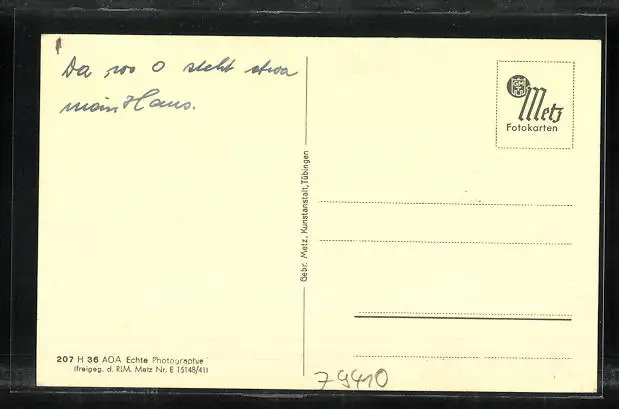 Da wo O steht etwa
mein Haus.
GMT
Metz
Fotokarten
Gebr. Metz, Kunstanstalt, Tübingen
207 H 36 AOA Echte Photographie
(freigeg. d. RLM. Metz Nr. E 15148/41)
79410